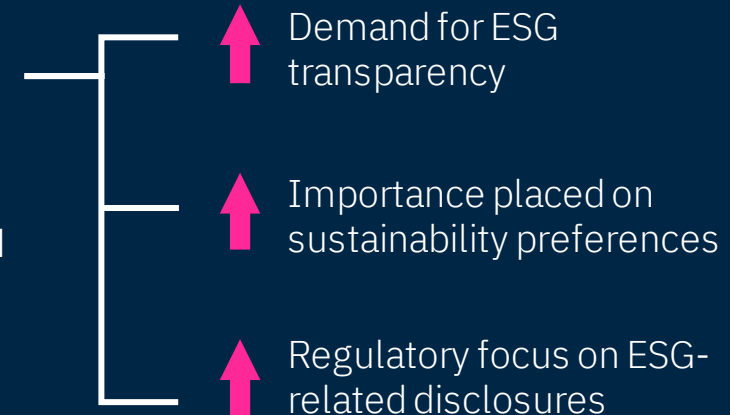 Demand for ESG
transparency
Importance placed on
sustainability preferences
Regulatory focus on ESG-
related disclosures